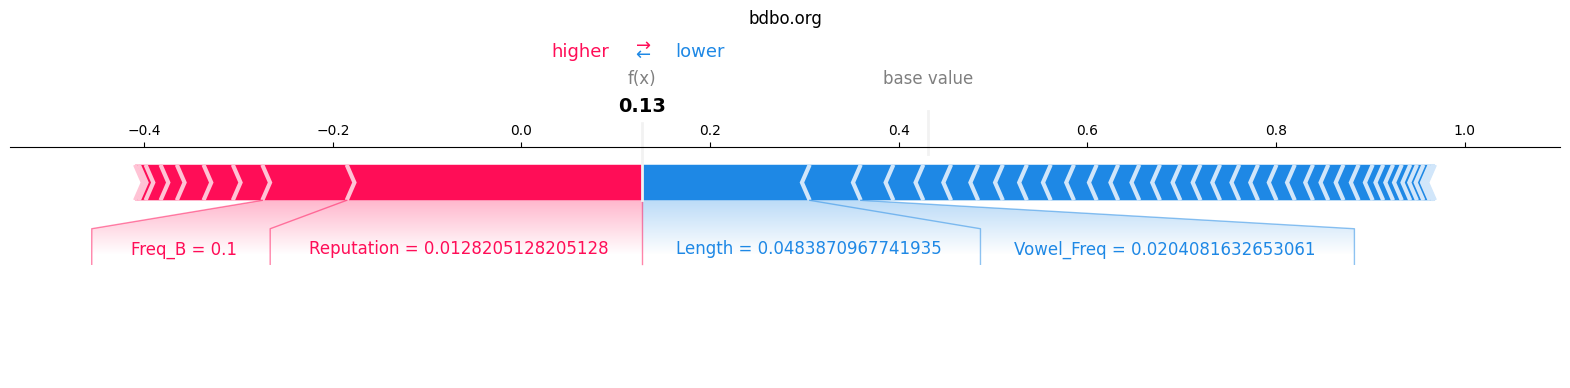 bdbo.org
higher ⇄ lower
f(x) base value
0.13
−0.4 −0.2 0.0 0.2 0.4 0.6 0.8 1.0
Freq_B = 0.1 Reputation = 0.0128205128205128 Length = 0.0483870967741935 Vowel_Freq = 0.0204081632653061